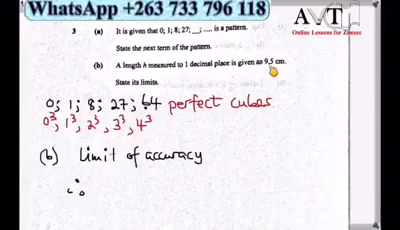 WhatsApp +263 733 796 118
AVT
Online Lessons for Zimsec
3 (a) It is given that 0; 1; 8; 27; __; .... is a pattern.
State the next term of the pattern.
(b) A length h measured to 1 decimal place is given as 9,5 cm.
State its limits.
0; 1; 8; 27; 64 perfect cubes
0³, 1³, 2³, 3³, 4³
(b) Limit of accuracy
∴